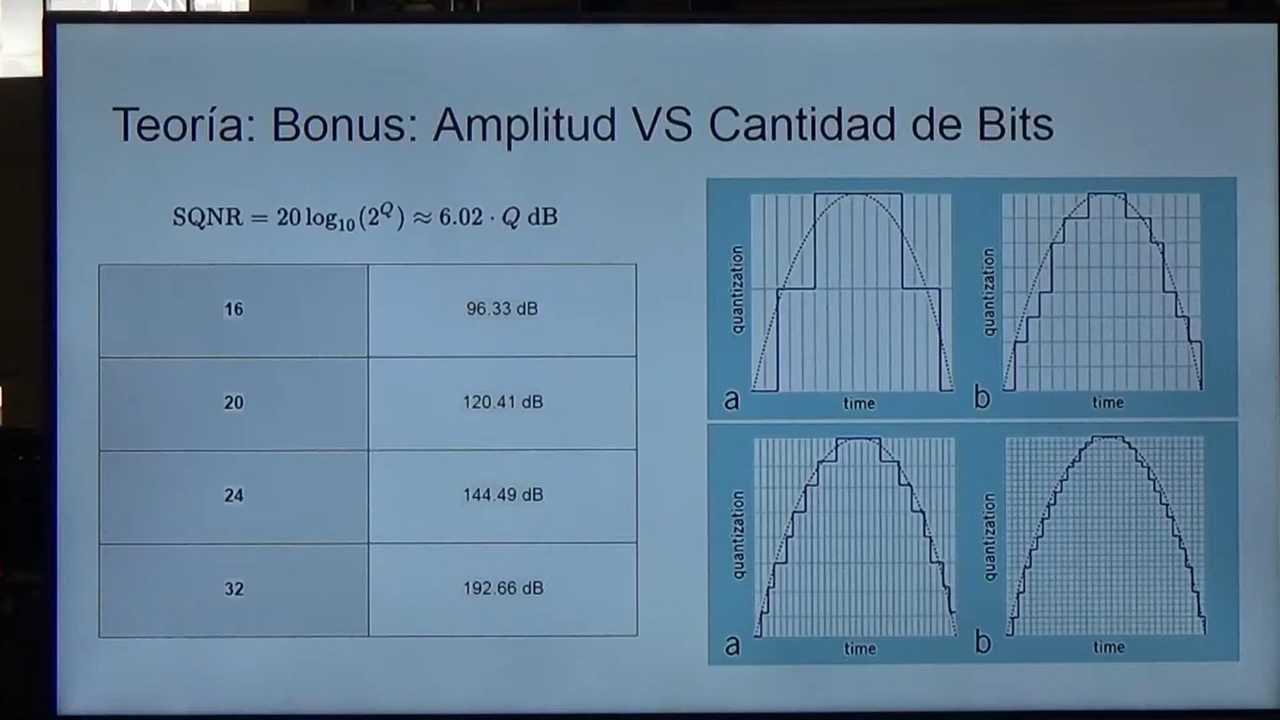 Teoría: Bonus: Amplitud VS Cantidad de Bits
SQNR = 20 log₁₀(2^Q) ≈ 6.02 · Q dB
16 96.33 dB
20 120.41 dB
24 144.49 dB
32 192.66 dB
quantization
a
time
quantization
b
time
quantization
a
time
quantization
b
time